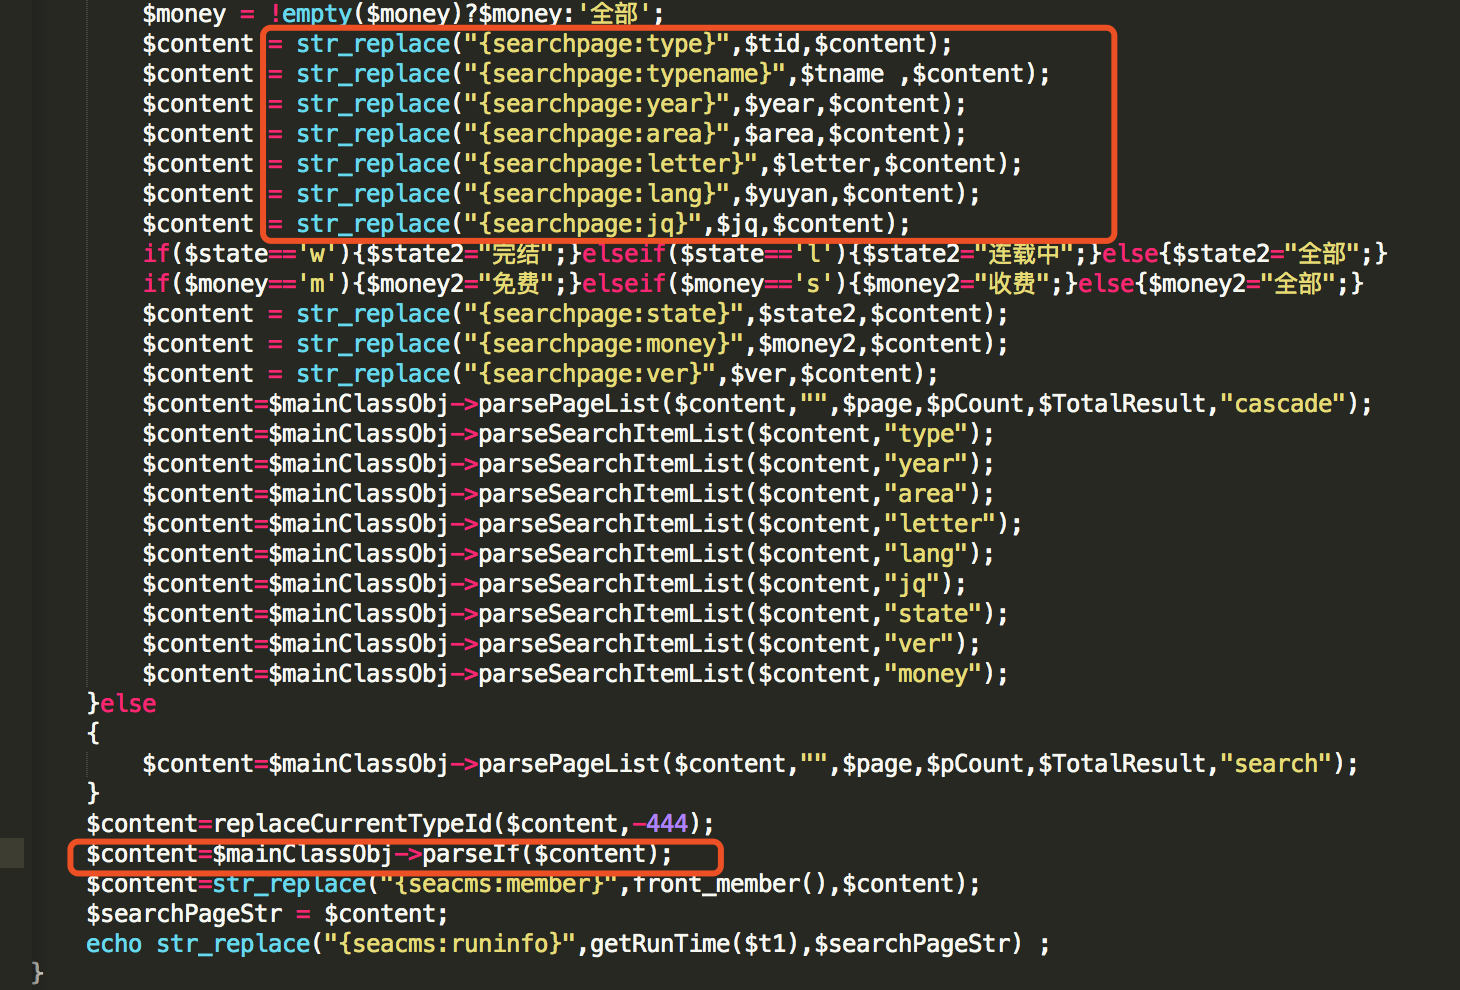 $money = !empty($money)?$money:'全部';
$content = str_replace("{searchpage:type}",$tid,$content);
$content = str_replace("{searchpage:typename}",$tname ,$content);
$content = str_replace("{searchpage:year}",$year,$content);
$content = str_replace("{searchpage:area}",$area,$content);
$content = str_replace("{searchpage:letter}",$letter,$content);
$content = str_replace("{searchpage:lang}",$yuyan,$content);
$content = str_replace("{searchpage:jq}",$jq,$content);
if($state=='w'){$state2="完结";}elseif($state=='l'){$state2="连载中";}else{$state2="全部";}
if($money=='m'){$money2="免费";}elseif($money=='s'){$money2="收费";}else{$money2="全部";}
$content = str_replace("{searchpage:state}",$state2,$content);
$content = str_replace("{searchpage:money}",$money2,$content);
$content = str_replace("{searchpage:ver}",$ver,$content);
$content=$mainClassObj->parsePageList($content,"",$page,$pCount,$TotalResult,"cascade");
$content=$mainClassObj->parseSearchItemList($content,"type");
$content=$mainClassObj->parseSearchItemList($content,"year");
$content=$mainClassObj->parseSearchItemList($content,"area");
$content=$mainClassObj->parseSearchItemList($content,"letter");
$content=$mainClassObj->parseSearchItemList($content,"lang");
$content=$mainClassObj->parseSearchItemList($content,"jq");
$content=$mainClassObj->parseSearchItemList($content,"state");
$content=$mainClassObj->parseSearchItemList($content,"ver");
$content=$mainClassObj->parseSearchItemList($content,"money");
}else
{
$content=$mainClassObj->parsePageList($content,"",$page,$pCount,$TotalResult,"search");
}
$content=replaceCurrentTypeId($content,-444);
$content=$mainClassObj->parseIf($content);
$content=str_replace("{seacms:member}",front_member(),$content);
$searchPageStr = $content;
echo str_replace("{seacms:runinfo}",getRunTime($t1),$searchPageStr) ;
}